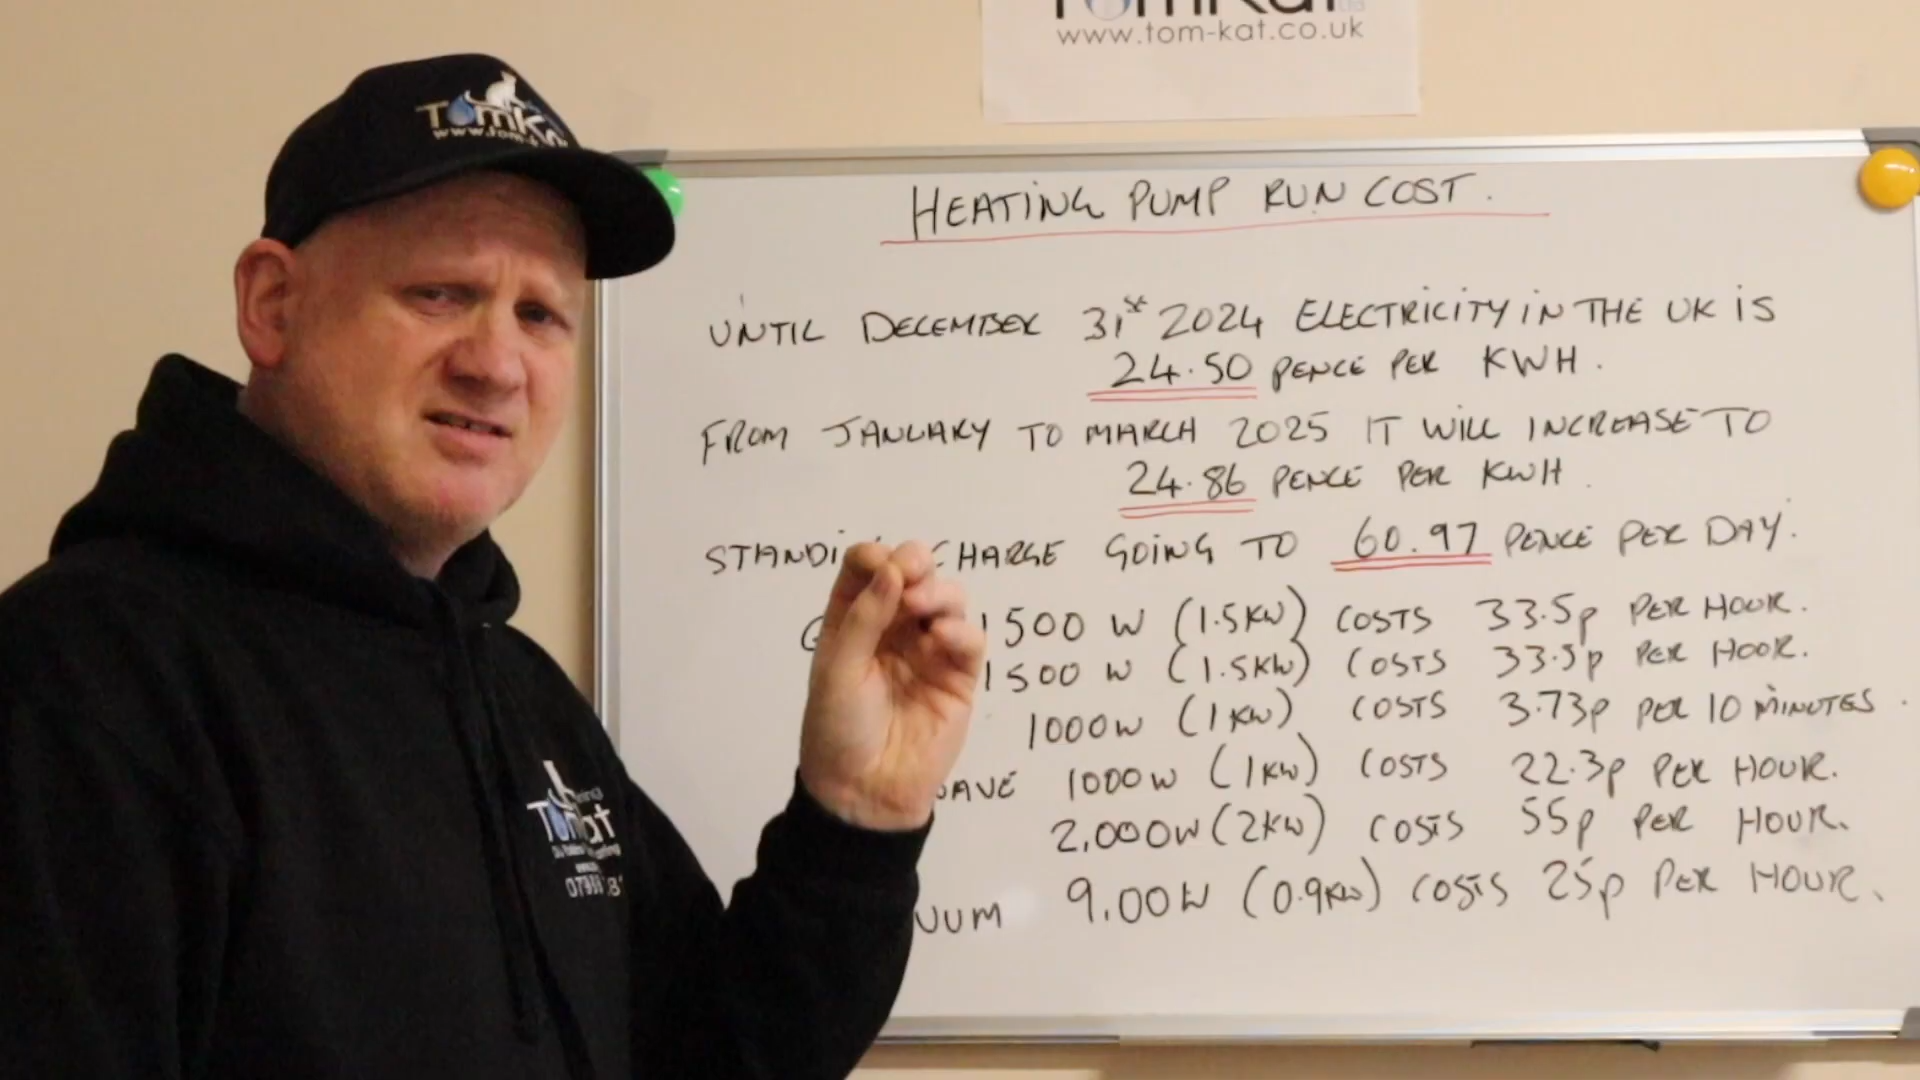 www.tom-kat.co.uk
HEATING PUMP RUN COST.
UNTIL DECEMBER 31st 2024 ELECTRICITY IN THE UK IS
24.50 PENCE PER KWH.
FROM JANUARY TO MARCH 2025 IT WILL INCREASE TO
24.86 PENCE PER KWH.
CHARGE GOING TO 60.97 PENCE PER DAY.
1500 W (1.5KW) COSTS 33.5p PER HOUR.
1500 W (1.5KW) COSTS 33.5p PER HOUR.
1000W (1KW) COSTS 3.73p PER 10 MINUTES.
1000W (1KW) COSTS 22.3p PER HOUR.
2,000W (2KW) COSTS 55p PER HOUR.
9.00W (0.9KW) COSTS 25p PER HOUR.